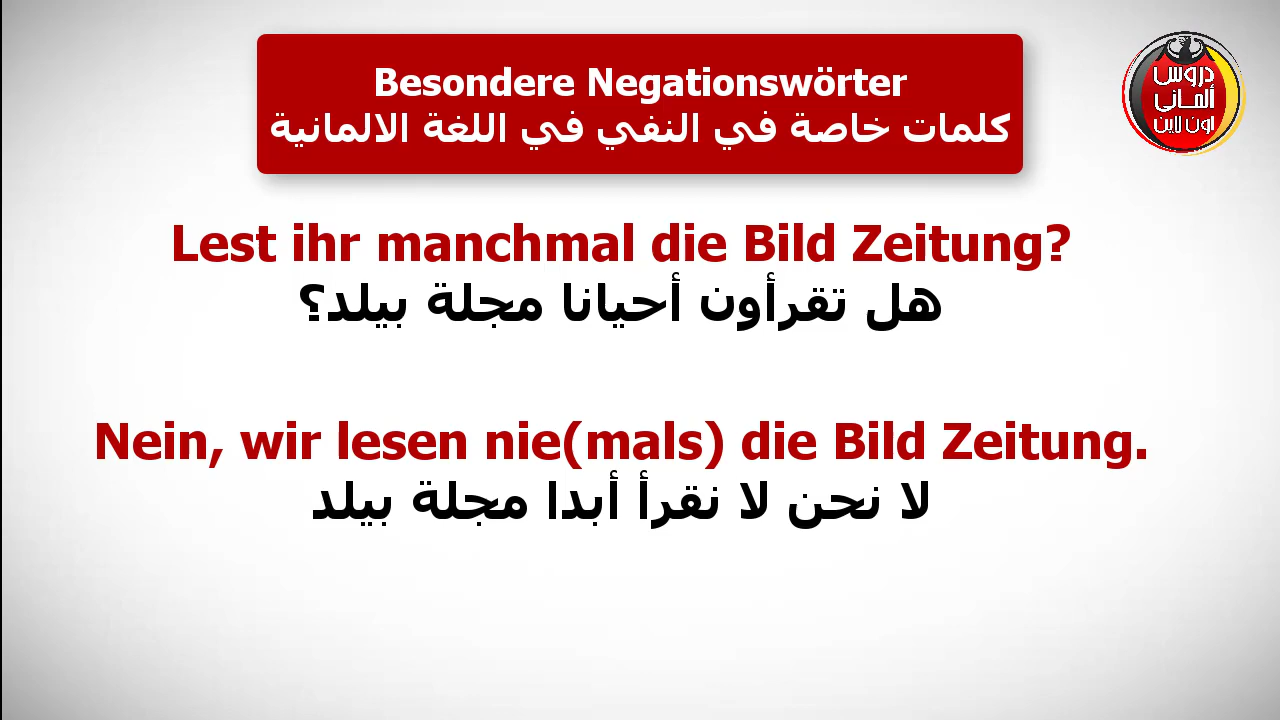 Besondere Negationswörter
كلمات خاصة في النفي في اللغة الالمانية
دروس
ألماني
اون لاين
Lest ihr manchmal die Bild Zeitung?
هل تقرأون أحيانا مجلة بيلد؟
Nein, wir lesen nie(mals) die Bild Zeitung.
لا نحن لا نقرأ أبدا مجلة بيلد